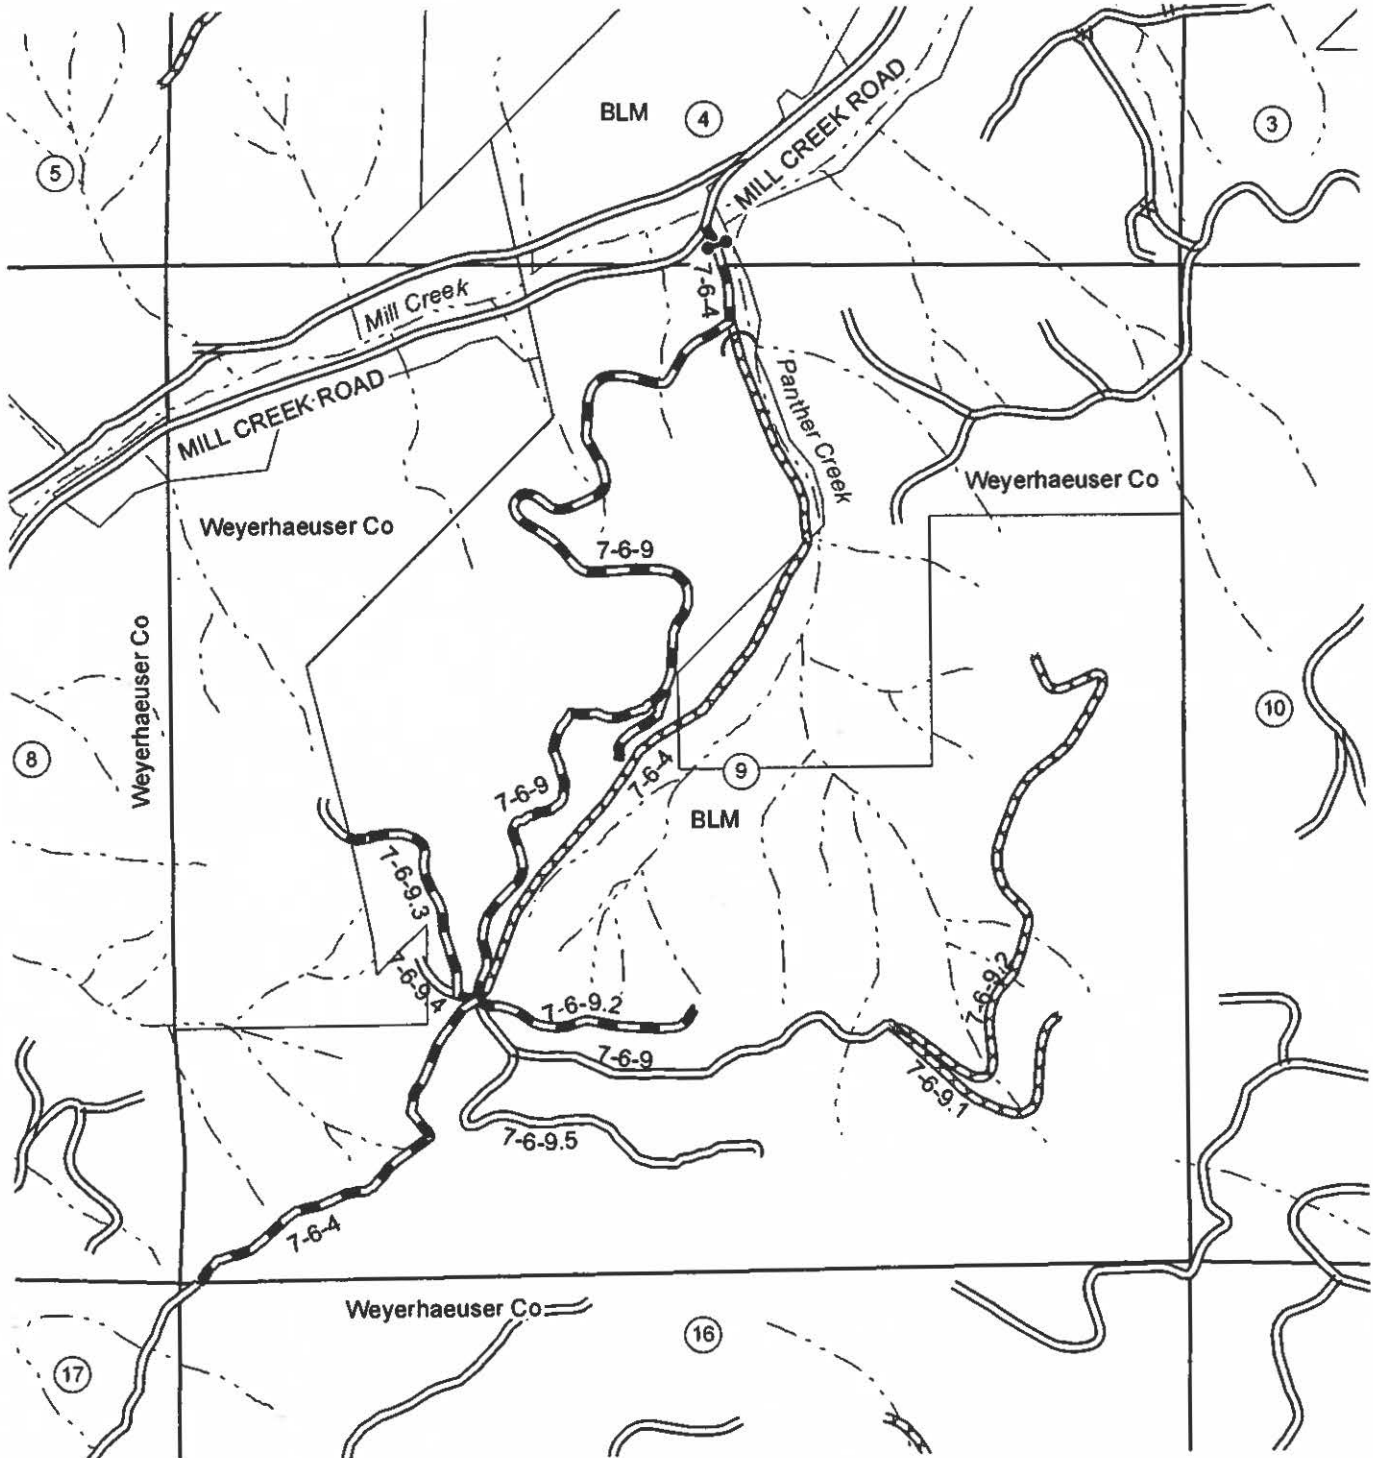 BLM
4
3
5
MILL CREEK ROAD
7-6-4
Mill Creek
MILL CREEK ROAD
Panther Creek
Weyerhaeuser Co
Weyerhaeuser Co
7-6-9
Weyerhaeuser Co
10
8
7-6-4
9
7-6-9
BLM
7-6-9.3
7-6-9.4
7-6-9.2
7-6-9.2
7-6-9
7-6-9.1
7-6-9.5
7-6-4
Weyerhaeuser Co
16
17